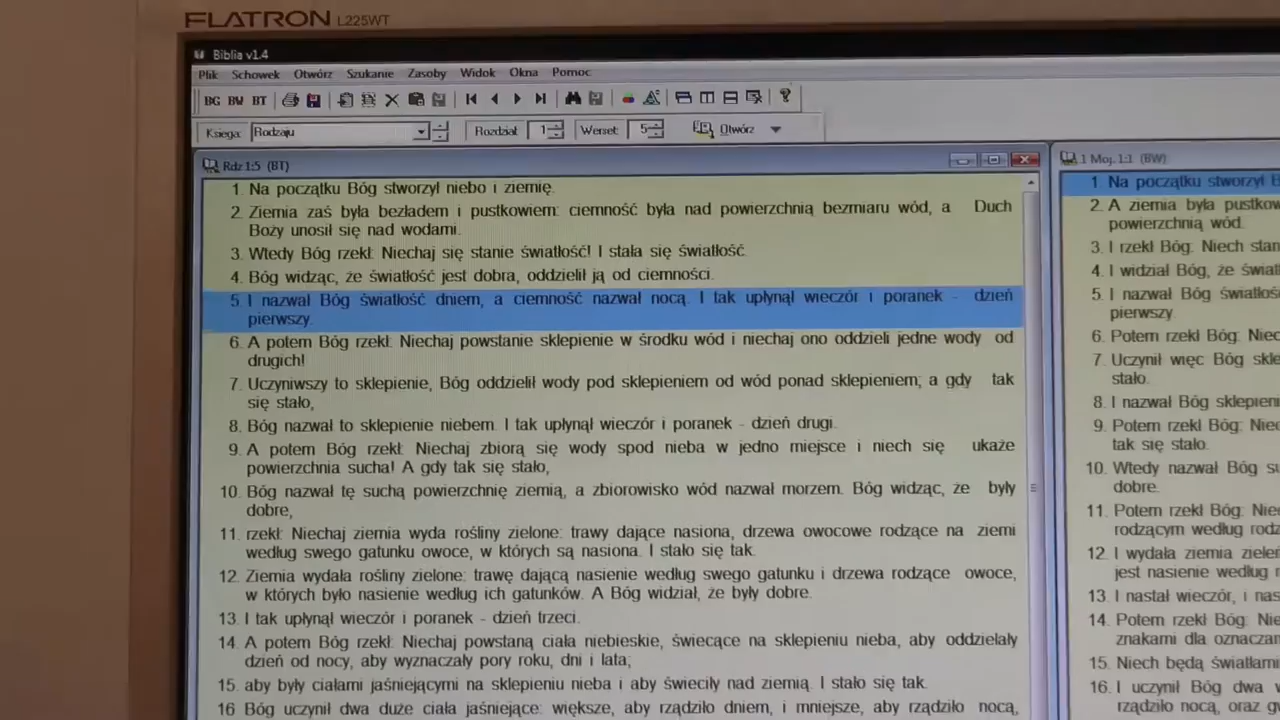 FLATRON L225WT
Biblia v1.4
Plik Schowek Otwórz Szukanie Zasoby Widok Okna Pomoc
BG BW BT
Księga: Rodzaju Rozdział: 1 Werset: 5 Otwórz
Rdz 1:5 (BT)
1. Na początku Bóg stworzył niebo i ziemię.
2. Ziemia zaś była bezładem i pustkowiem: ciemność była nad powierzchnią bezmiaru wód, a Duch
Boży unosił się nad wodami.
3. Wtedy Bóg rzekł: Niechaj się stanie światłość! I stała się światłość.
4. Bóg widząc, że światłość jest dobra, oddzielił ją od ciemności.
5. I nazwał Bóg światłość dniem, a ciemność nazwał nocą. I tak upłynął wieczór i poranek - dzień
pierwszy.
6. A potem Bóg rzekł: Niechaj powstanie sklepienie w środku wód i niechaj ono oddzieli jedne wody od
drugich!
7. Uczyniwszy to sklepienie, Bóg oddzielił wody pod sklepieniem od wód ponad sklepieniem; a gdy tak
się stało,
8. Bóg nazwał to sklepienie niebem. I tak upłynął wieczór i poranek - dzień drugi.
9. A potem Bóg rzekł: Niechaj zbiorą się wody spod nieba w jedno miejsce i niech się ukaże
powierzchnia sucha! A gdy tak się stało,
10. Bóg nazwał tę suchą powierzchnię ziemią, a zbiorowisko wód nazwał morzem. Bóg widząc, że były
dobre,
11. rzekł: Niechaj ziemia wyda rośliny zielone: trawy dające nasiona, drzewa owocowe rodzące na ziemi
według swego gatunku owoce, w których są nasiona. I stało się tak.
12. Ziemia wydała rośliny zielone: trawę dającą nasienie według swego gatunku i drzewa rodzące owoce,
w których było nasienie według ich gatunków. A Bóg widział, że były dobre.
13. I tak upłynął wieczór i poranek - dzień trzeci.
14. A potem Bóg rzekł: Niechaj powstaną ciała niebieskie, świecące na sklepieniu nieba, aby oddzielały
dzień od nocy, aby wyznaczały pory roku, dni i lata;
15. aby były ciałami jaśniejącymi na sklepieniu nieba i aby świeciły nad ziemią. I stało się tak.
16 Bóg uczynił dwa duże ciała jaśniejące: większe, aby rządziło dniem, i mniejsze, aby rządziło nocą,
1 Moj. 1:1 (BW)
1. Na początku stworzył
2. A ziemia była
powierzchnią wód.
3. I rzekł Bóg: Niech
4. I widział Bóg, że
5. I nazwał Bóg
pierwszy.
6. Potem rzekł Bóg:
7. Uczynił więc Bóg
stało.
8. I nazwał Bóg
9. Potem rzekł Bóg:
tak się stało.
10. Wtedy nazwał Bóg
dobre.
11. Potem rzekł Bóg:
rodzącym według
12. I wydała ziemia
jest nasienie według
13. I nastał wieczór, i
14. Potem rzekł Bóg:
znakami dla
15. Niech będą światłami
16. I uczynił Bóg dwa
rządziło nocą, oraz